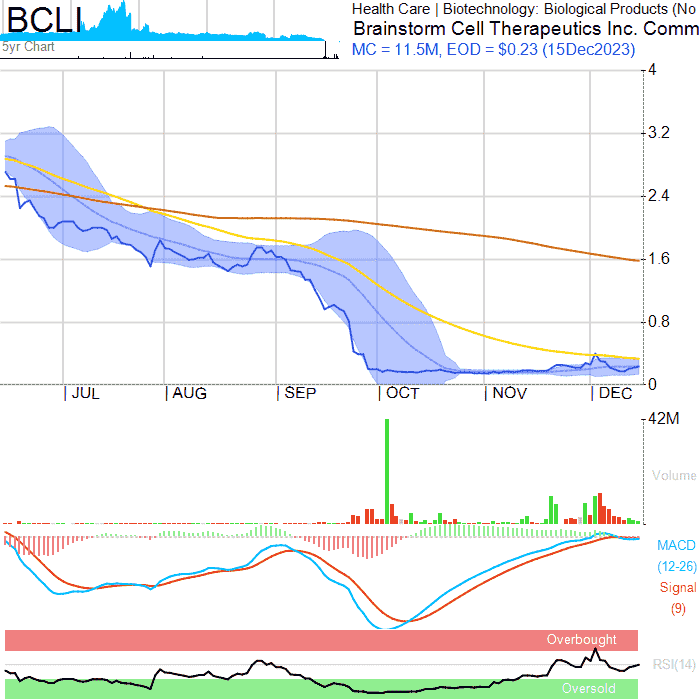 BCLI
5yr Chart
Health Care | Biotechnology: Biological Products (No
Brainstorm Cell Therapeutics Inc. Comm
MC = 11.5M, EOD = $0.23 (15Dec2023)
4
3.2
2.4
1.6
0.8
0
JUL
AUG
SEP
OCT
NOV
DEC
42M
Volume
MACD
(12-26)
Signal
(9)
Overbought
RSI(14)
Oversold